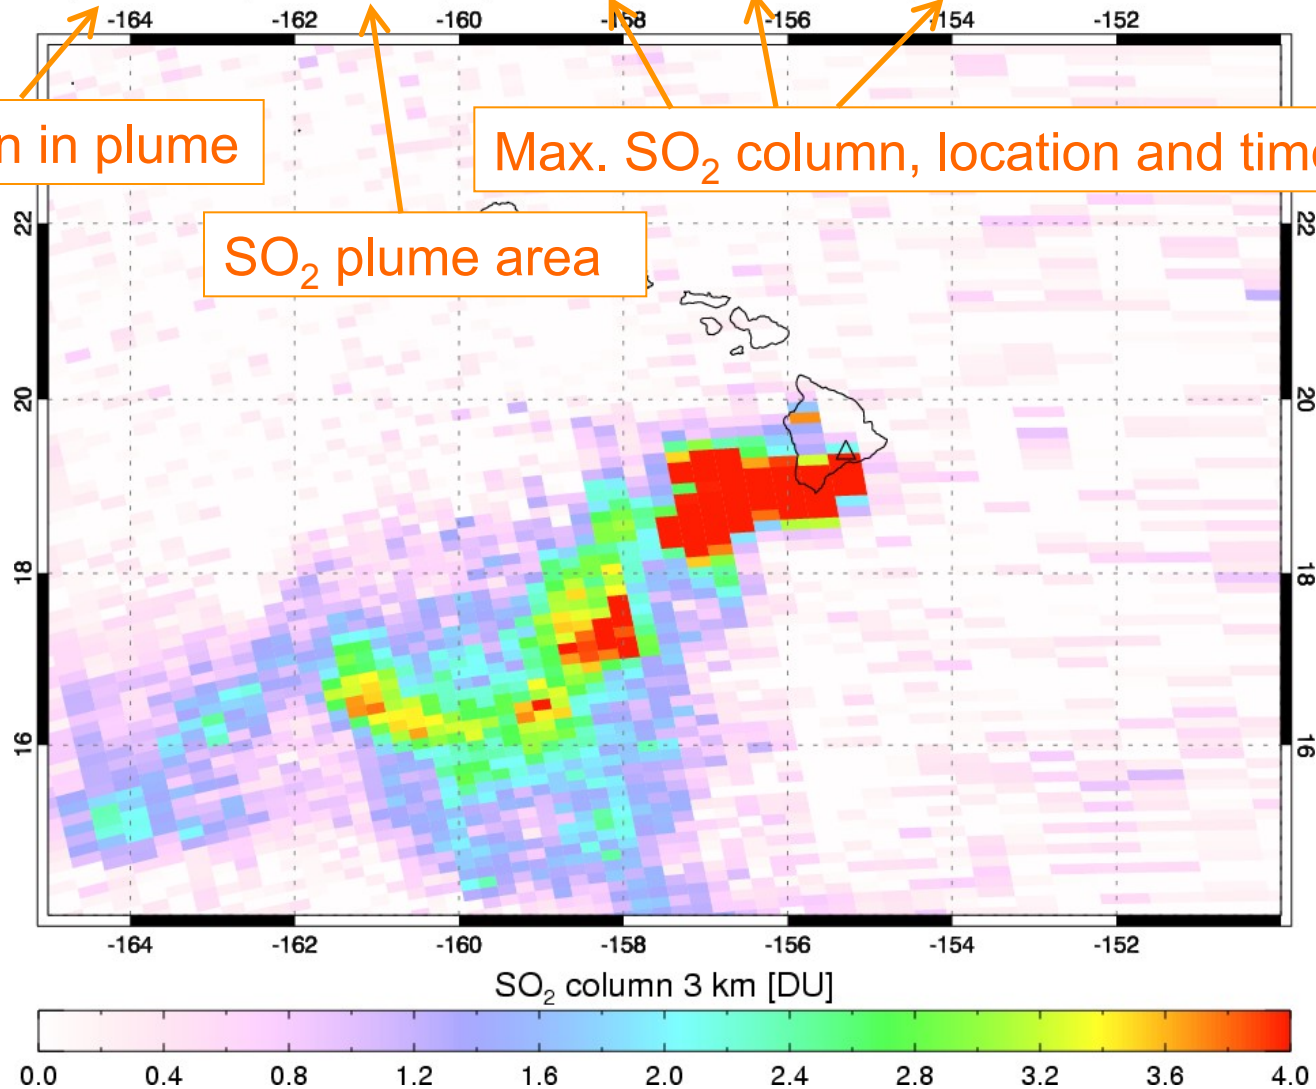 -164 -162 -160 -158 -156 -154 -152
n in plume
Max. SO₂ column, location and time
SO₂ plume area
22 22
20 20
18 18
16 16
-164 -162 -160 -158 -156 -154 -152
SO₂ column 3 km [DU]
0.0 0.4 0.8 1.2 1.6 2.0 2.4 2.8 3.2 3.6 4.0